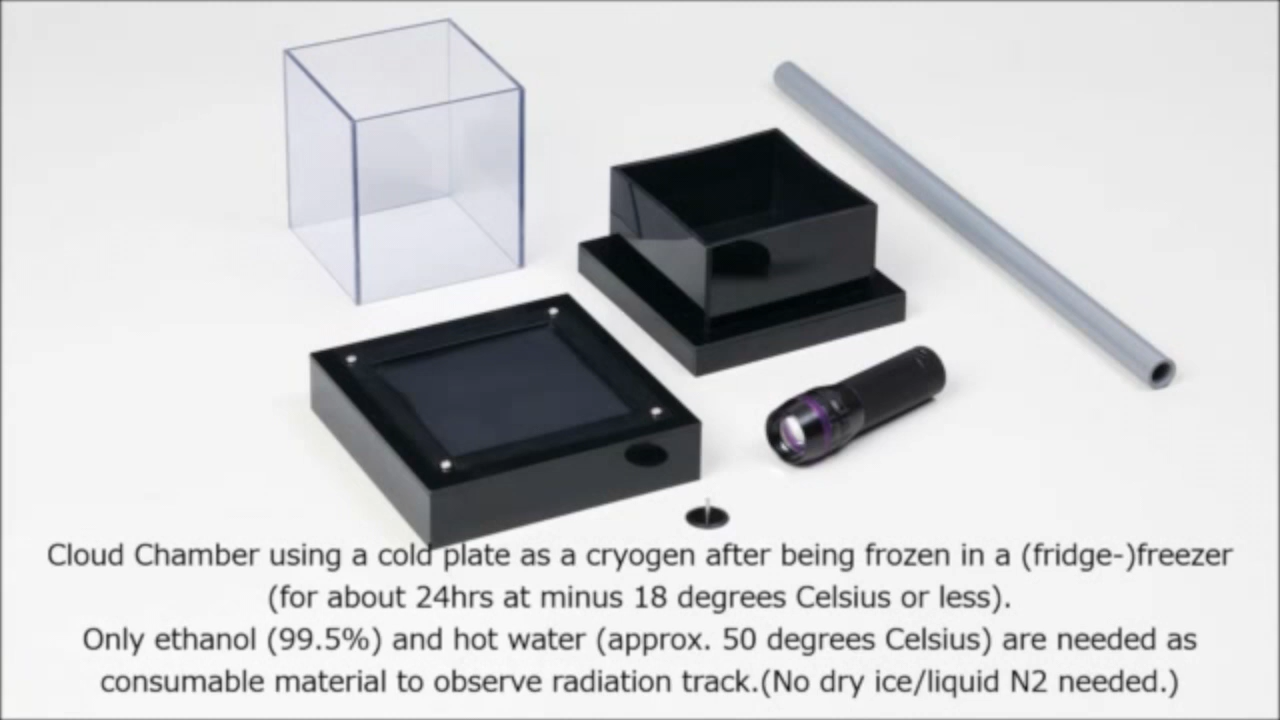 Cloud Chamber using a cold plate as a cryogen after being frozen in a (fridge-)freezer
(for about 24hrs at minus 18 degrees Celsius or less).
Only ethanol (99.5%) and hot water (approx. 50 degrees Celsius) are needed as
consumable material to observe radiation track.(No dry ice/liquid N2 needed.)